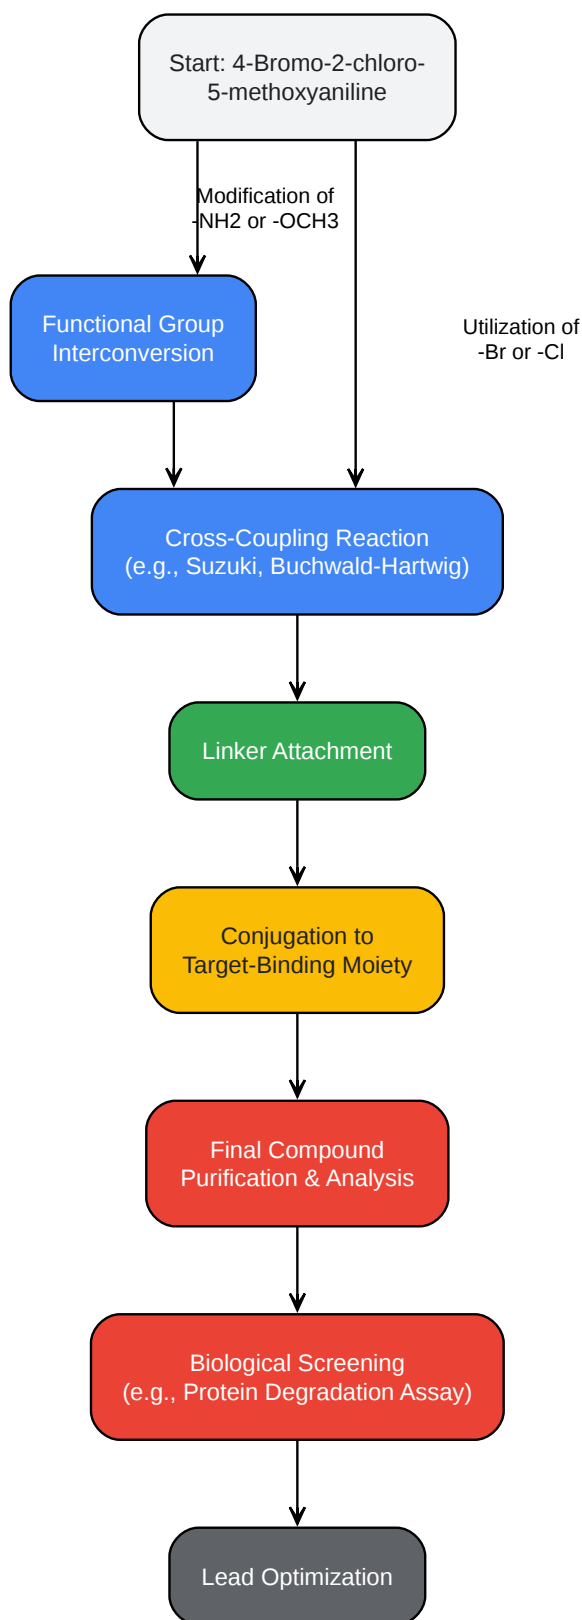 Start: 4-Bromo-2-chloro-
5-methoxyaniline
Modification of
-NH2 or -OCH3
Functional Group
Interconversion
Utilization of
-Br or -Cl
Cross-Coupling Reaction
(e.g., Suzuki, Buchwald-Hartwig)
Linker Attachment
Conjugation to
Target-Binding Moiety
Final Compound
Purification & Analysis
Biological Screening
(e.g., Protein Degradation Assay)
Lead Optimization